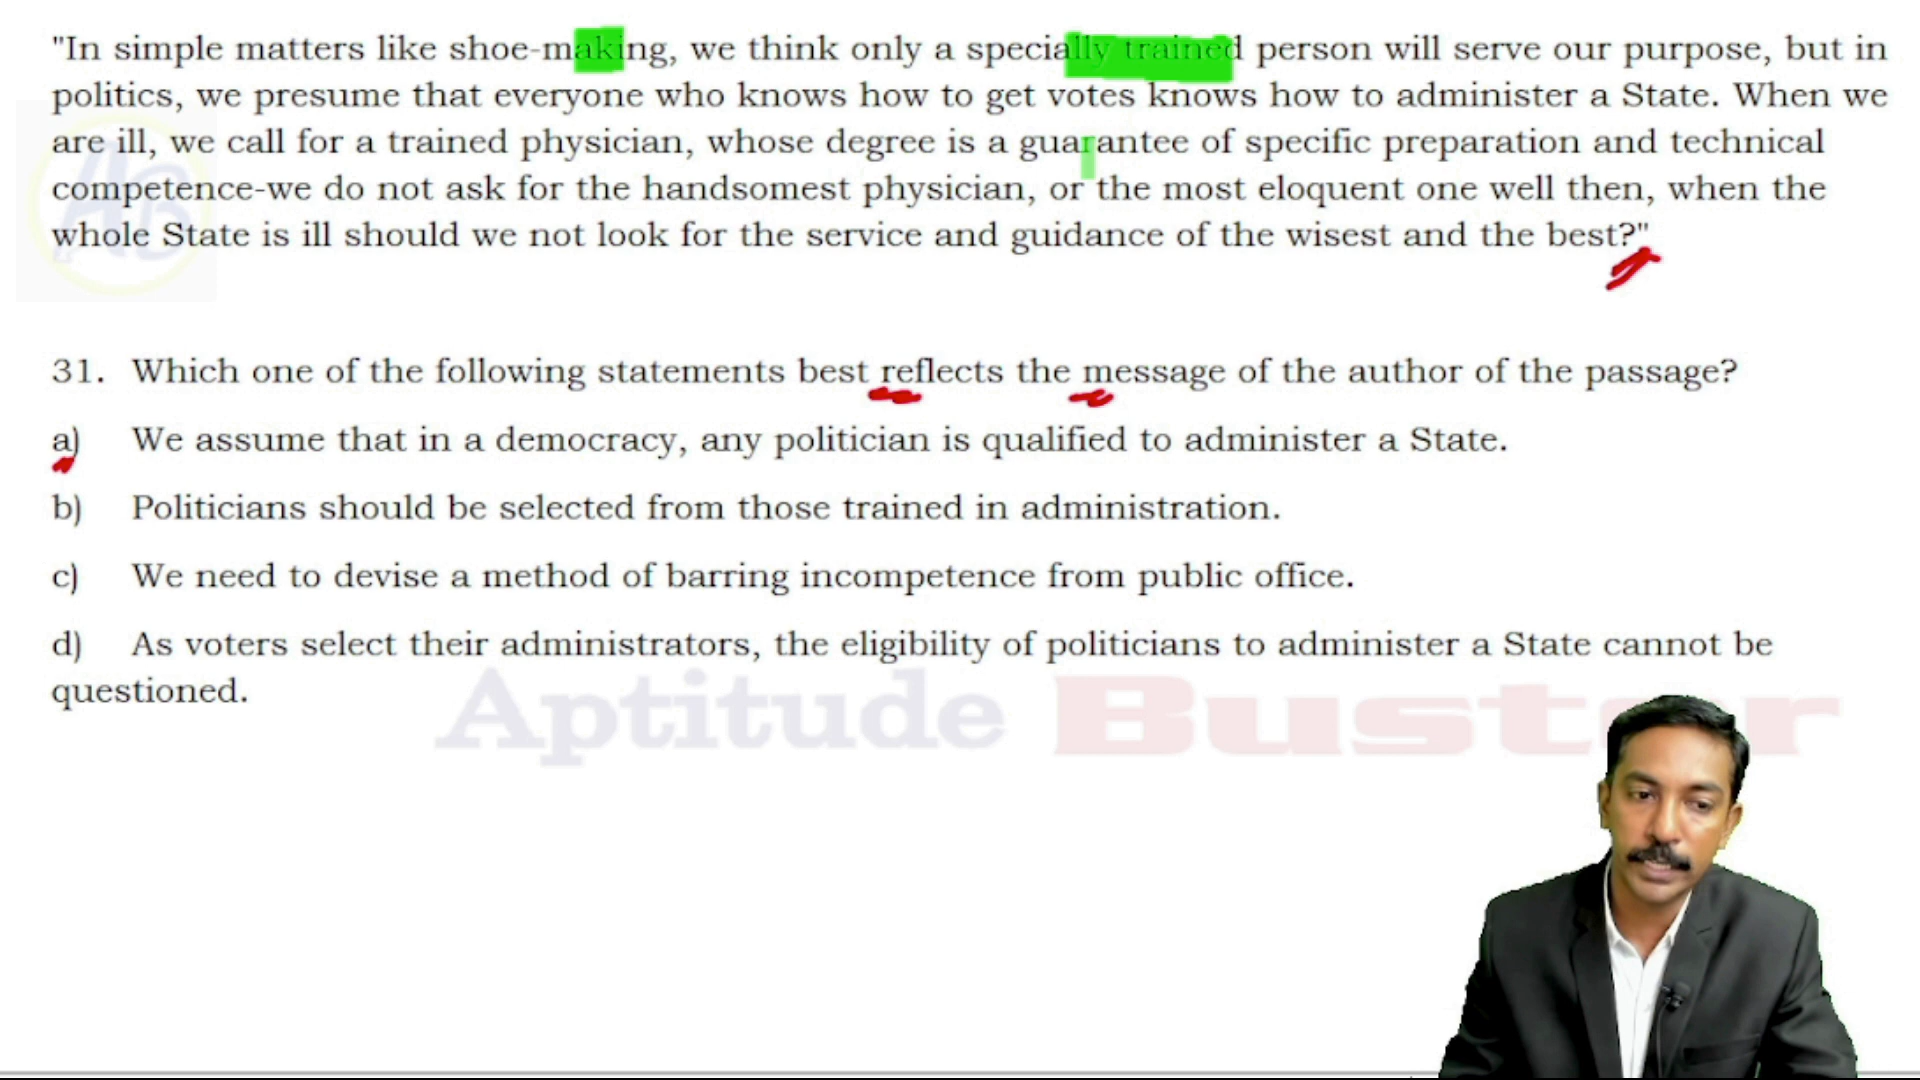 "In simple matters like shoe-making, we think only a specially trained person will serve our purpose, but in
politics, we presume that everyone who knows how to get votes knows how to administer a State. When we
are ill, we call for a trained physician, whose degree is a guarantee of specific preparation and technical
competence-we do not ask for the handsomest physician, or the most eloquent one well then, when the
whole State is ill should we not look for the service and guidance of the wisest and the best?"
31. Which one of the following statements best reflects the message of the author of the passage?
a) We assume that in a democracy, any politician is qualified to administer a State.
b) Politicians should be selected from those trained in administration.
c) We need to devise a method of barring incompetence from public office.
d) As voters select their administrators, the eligibility of politicians to administer a State cannot be
questioned.
Aptitude Buster
AB